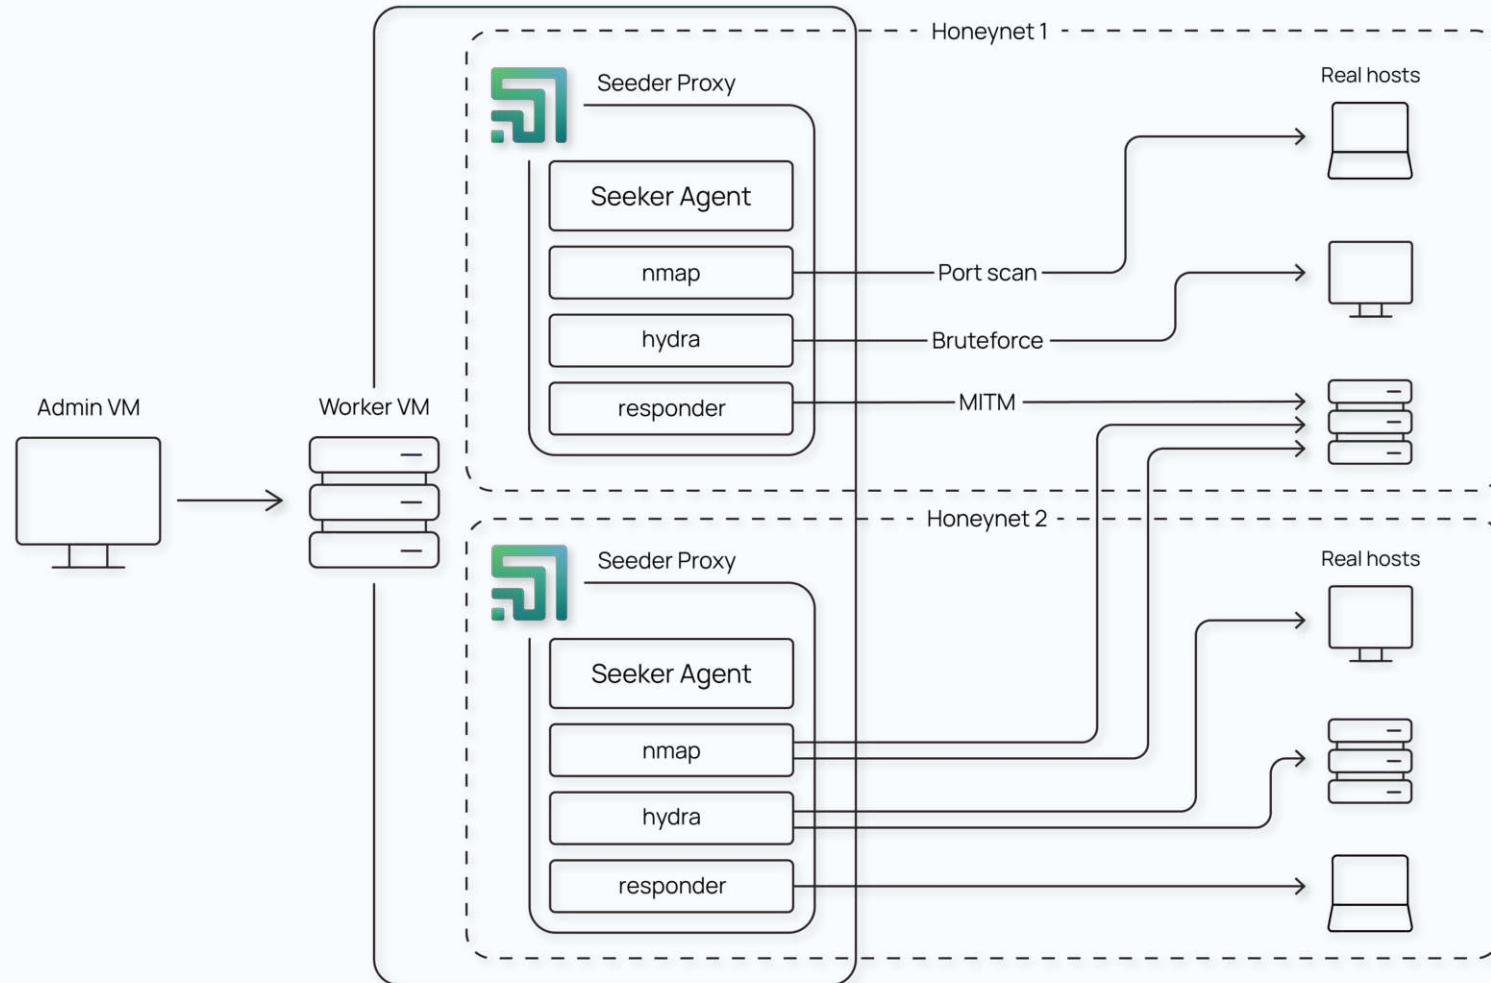 Honeynet 1
Seeder Proxy
Real hosts
Seeker Agent
nmap
Port scan
hydra
Bruteforce
responder
MITM
Admin VM
Worker VM
Honeynet 2
Seeder Proxy
Real hosts
Seeker Agent
nmap
hydra
responder